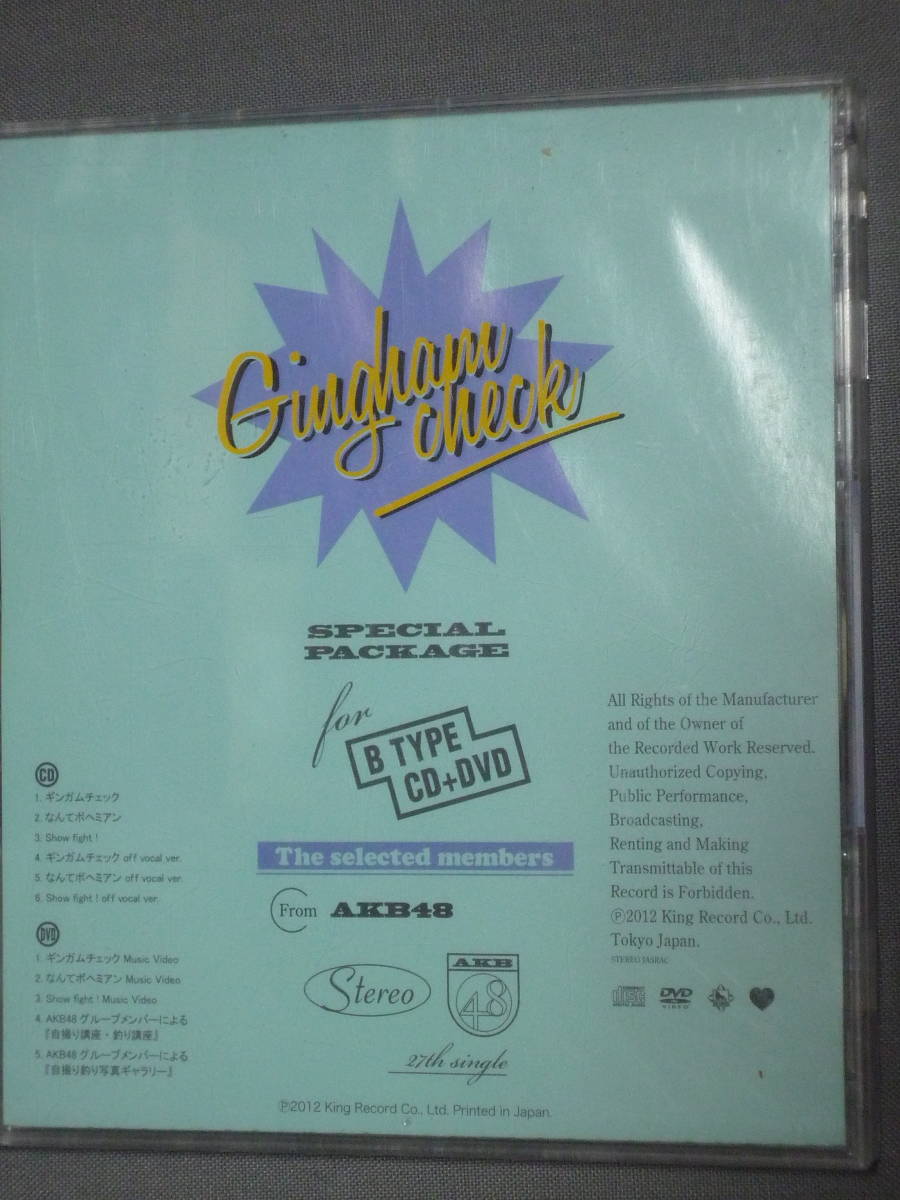 Gingham
check
SPECIAL
PACKAGE
for
B TYPE
CD+DVD
The selected members
From AKB48
Stereo
AKB
48
27th single
CD
1. ギンガムチェック
2. なんてボヘミアン
3. Show fight！
4. ギンガムチェック off vocal ver.
5. なんてボヘミアン off vocal ver.
6. Show fight！off vocal ver.
DVD
1. ギンガムチェック Music Video
2. なんてボヘミアン Music Video
3. Show fight！Music Video
4. AKB48 グループメンバーによる
『自撮り講座・釣り講座』
5. AKB48 グループメンバーによる
『自撮り釣り写真ギャラリー』
All Rights of the Manufacturer
and of the Owner of
the Recorded Work Reserved.
Unauthorized Copying,
Public Performance,
Broadcasting,
Renting and Making
Transmittable of this
Record is Forbidden.
Ⓟ2012 King Record Co., Ltd.
Tokyo Japan.
STEREO JASRAC
disc
DVD
VIDEO
Ⓟ2012 King Record Co., Ltd. Printed in Japan.